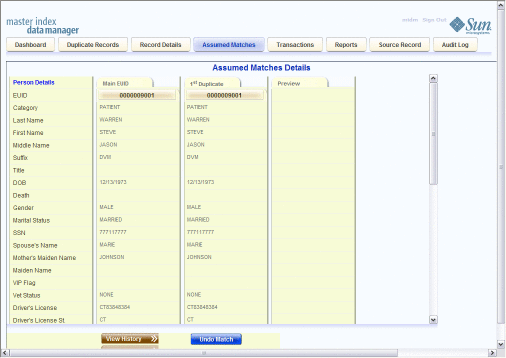 master index
data manager
midm Sign Out
Sun
microsystems
Dashboard Duplicate Records Record Details Assumed Matches Transactions Reports Source Record Audit Log
Assumed Matches Details
Person Details Main EUID 1st Duplicate Preview
EUID 0000009001 0000009001
Category PATIENT PATIENT
Last Name WARREN WARREN
First Name STEVE STEVE
Middle Name JASON JASON
Suffix DVM DVM
Title
DOB 12/13/1973 12/13/1973
Death
Gender MALE MALE
Marital Status MARRIED MARRIED
SSN 777117777 777117777
Spouse's Name MARIE MARIE
Mother's Maiden Name JOHNSON JOHNSON
Maiden Name
VIP Flag
Vet Status NONE NONE
Driver's License CT83848384 CT83848384
Driver's License St. CT CT
View History Undo Match